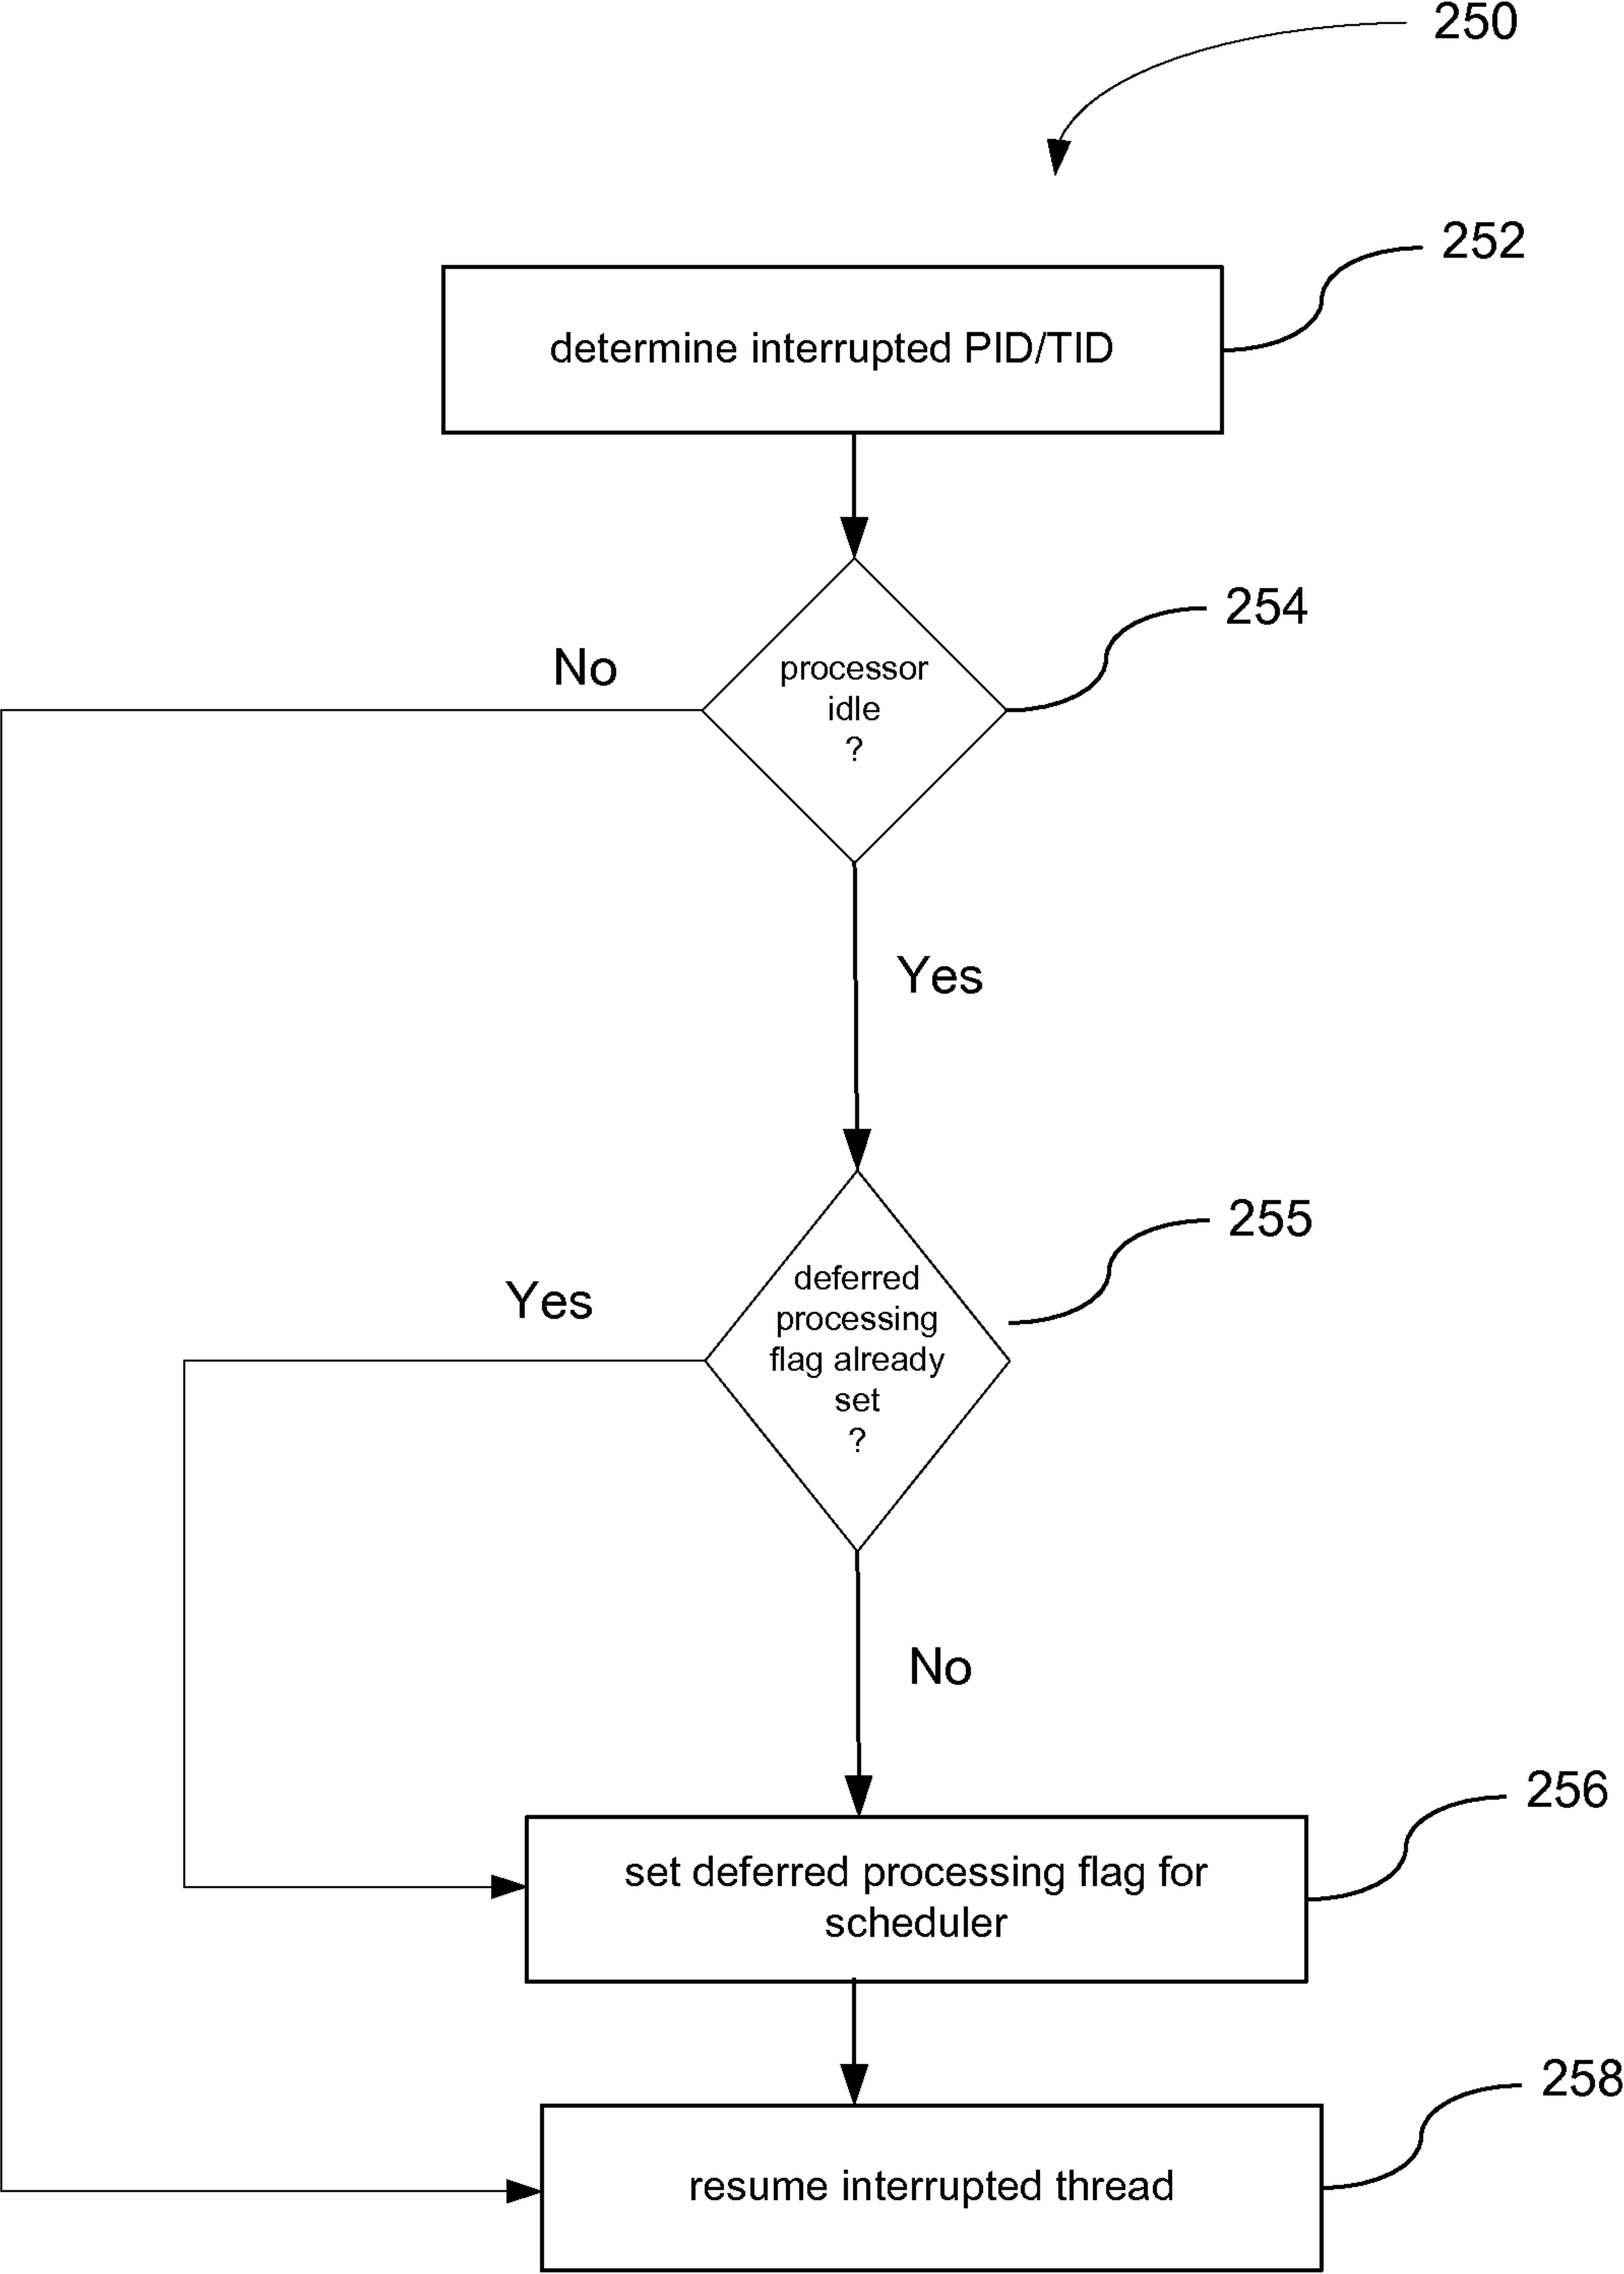 250
252
determine interrupted PID/TID
254
No
processor
idle
?
Yes
255
Yes
deferred
processing
flag already
set
?
No
256
set deferred processing flag for
scheduler
258
resume interrupted thread